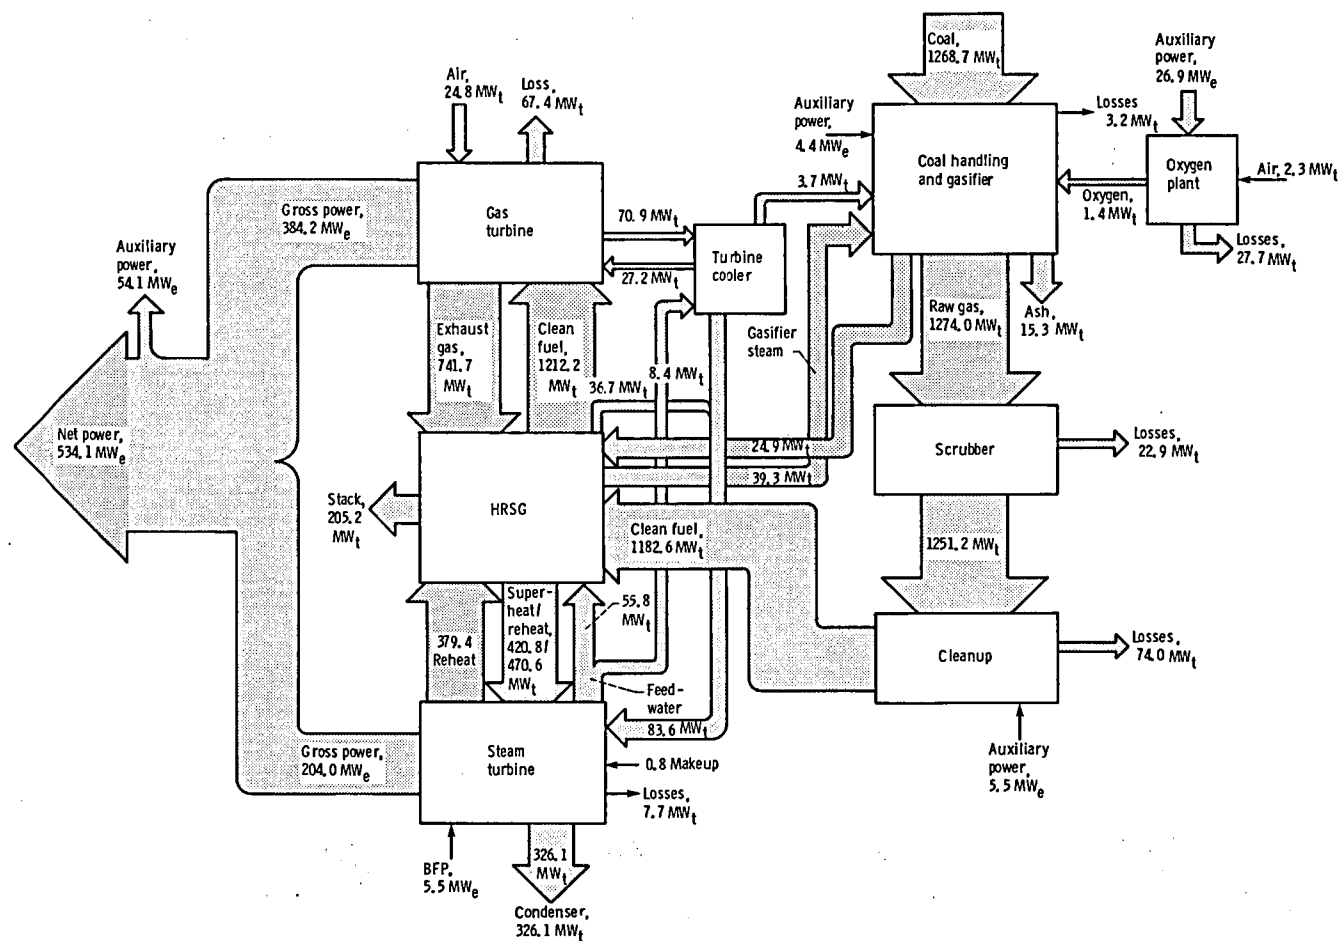 Coal,
1268.7 MWt
Auxiliary
power,
26.9 MWe
Air,
24.8 MWt
Loss,
67.4 MWt
Auxiliary
power,
4.4 MWe
Losses
3.2 MWt
Coal handling
and gasifier
Oxygen
plant
Air, 2.3 MWt
Oxygen,
1.4 MWt
Losses,
27.7 MWt
3.7 MWt
Gross power,
384.2 MWe
Gas
turbine
70.9 MWt
27.2 MWt
Turbine
cooler
Auxiliary
power,
54.1 MWe
Raw gas,
1274.0 MWt
Ash,
15.3 MWt
Exhaust
gas,
741.7
MWt
Clean
fuel,
1212.2
MWt
Gasifier
steam
8.4 MWt
36.7 MWt
Net power,
534.1 MWe
24.9 MWt
39.3 MWt
Scrubber
Losses,
22.9 MWt
Stack,
205.2
MWt
HRSG
Clean fuel,
1182.6 MWt
1251.2 MWt
379.4
Reheat
Super-
heat/
reheat,
420.8/
470.6
MWt
55.8
MWt
Feed-
water
83.6 MWt
Cleanup
Losses,
74.0 MWt
Auxiliary
power,
5.5 MWe
Gross power,
204.0 MWe
Steam
turbine
0.8 Makeup
Losses,
7.7 MWt
BFP,
5.5 MWe
326.1
MWt
Condenser,
326.1 MWt